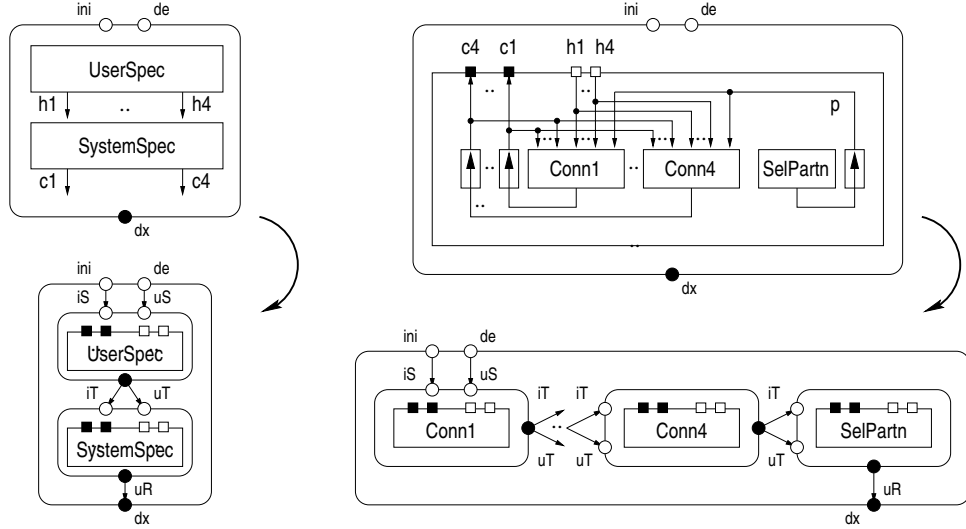 ini de
UserSpec
h1 .. h4
SystemSpec
c1 c4
dx
ini de
iS uS
UserSpec
iT uT
SystemSpec
uR
dx
ini de
c4 c1 h1 h4
.. ..
p
... ... ... ...
.. Conn1 .. Conn4 SelPartn
..
..
dx
ini de
iS uS
iT iT iT
Conn1 .. Conn4 SelPartn
uT uT uT
uR
dx